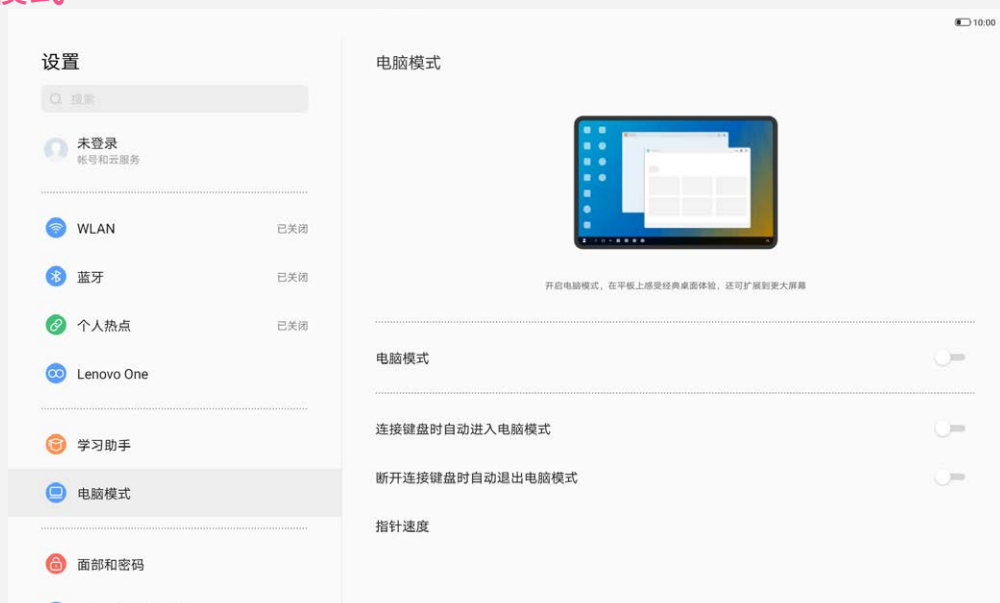 10:00
设置
搜索
未登录
帐号和云服务
WLAN 已关闭
蓝牙 已关闭
个人热点 已关闭
Lenovo One
学习助手
电脑模式
面部和密码
电脑模式
开启电脑模式，在平板上感受经典桌面体验，还可扩展到更大屏幕
电脑模式
连接键盘时自动进入电脑模式
断开连接键盘时自动退出电脑模式
指针速度